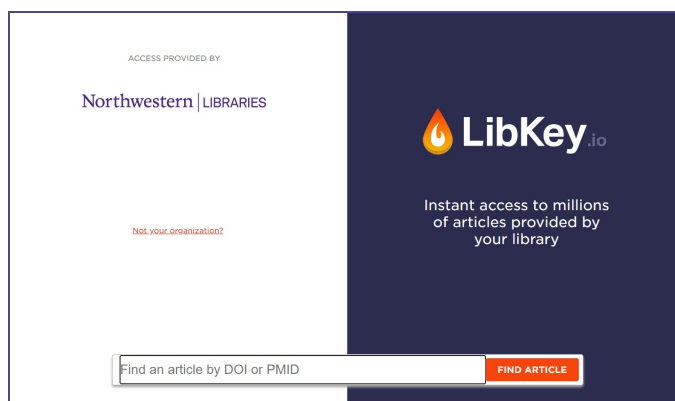 ACCESS PROVIDED BY
Northwestern | LIBRARIES
Not your organization?
LibKey.io
Instant access to millions
of articles provided by
your library
Find an article by DOI or PMID
FIND ARTICLE